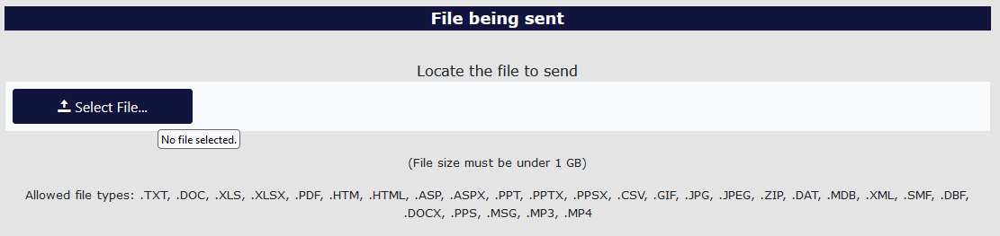 File being sent
Locate the file to send
Select File...
No file selected.
(File size must be under 1 GB)
Allowed file types: .TXT, .DOC, .XLS, .XLSX, .PDF, .HTM, .HTML, .ASP, .ASPX, .PPT, .PPTX, .PPSX, .CSV, .GIF, .JPG, .JPEG, .ZIP, .DAT, .MDB, .XML, .SMF, .DBF,
.DOCX, .PPS, .MSG, .MP3, .MP4